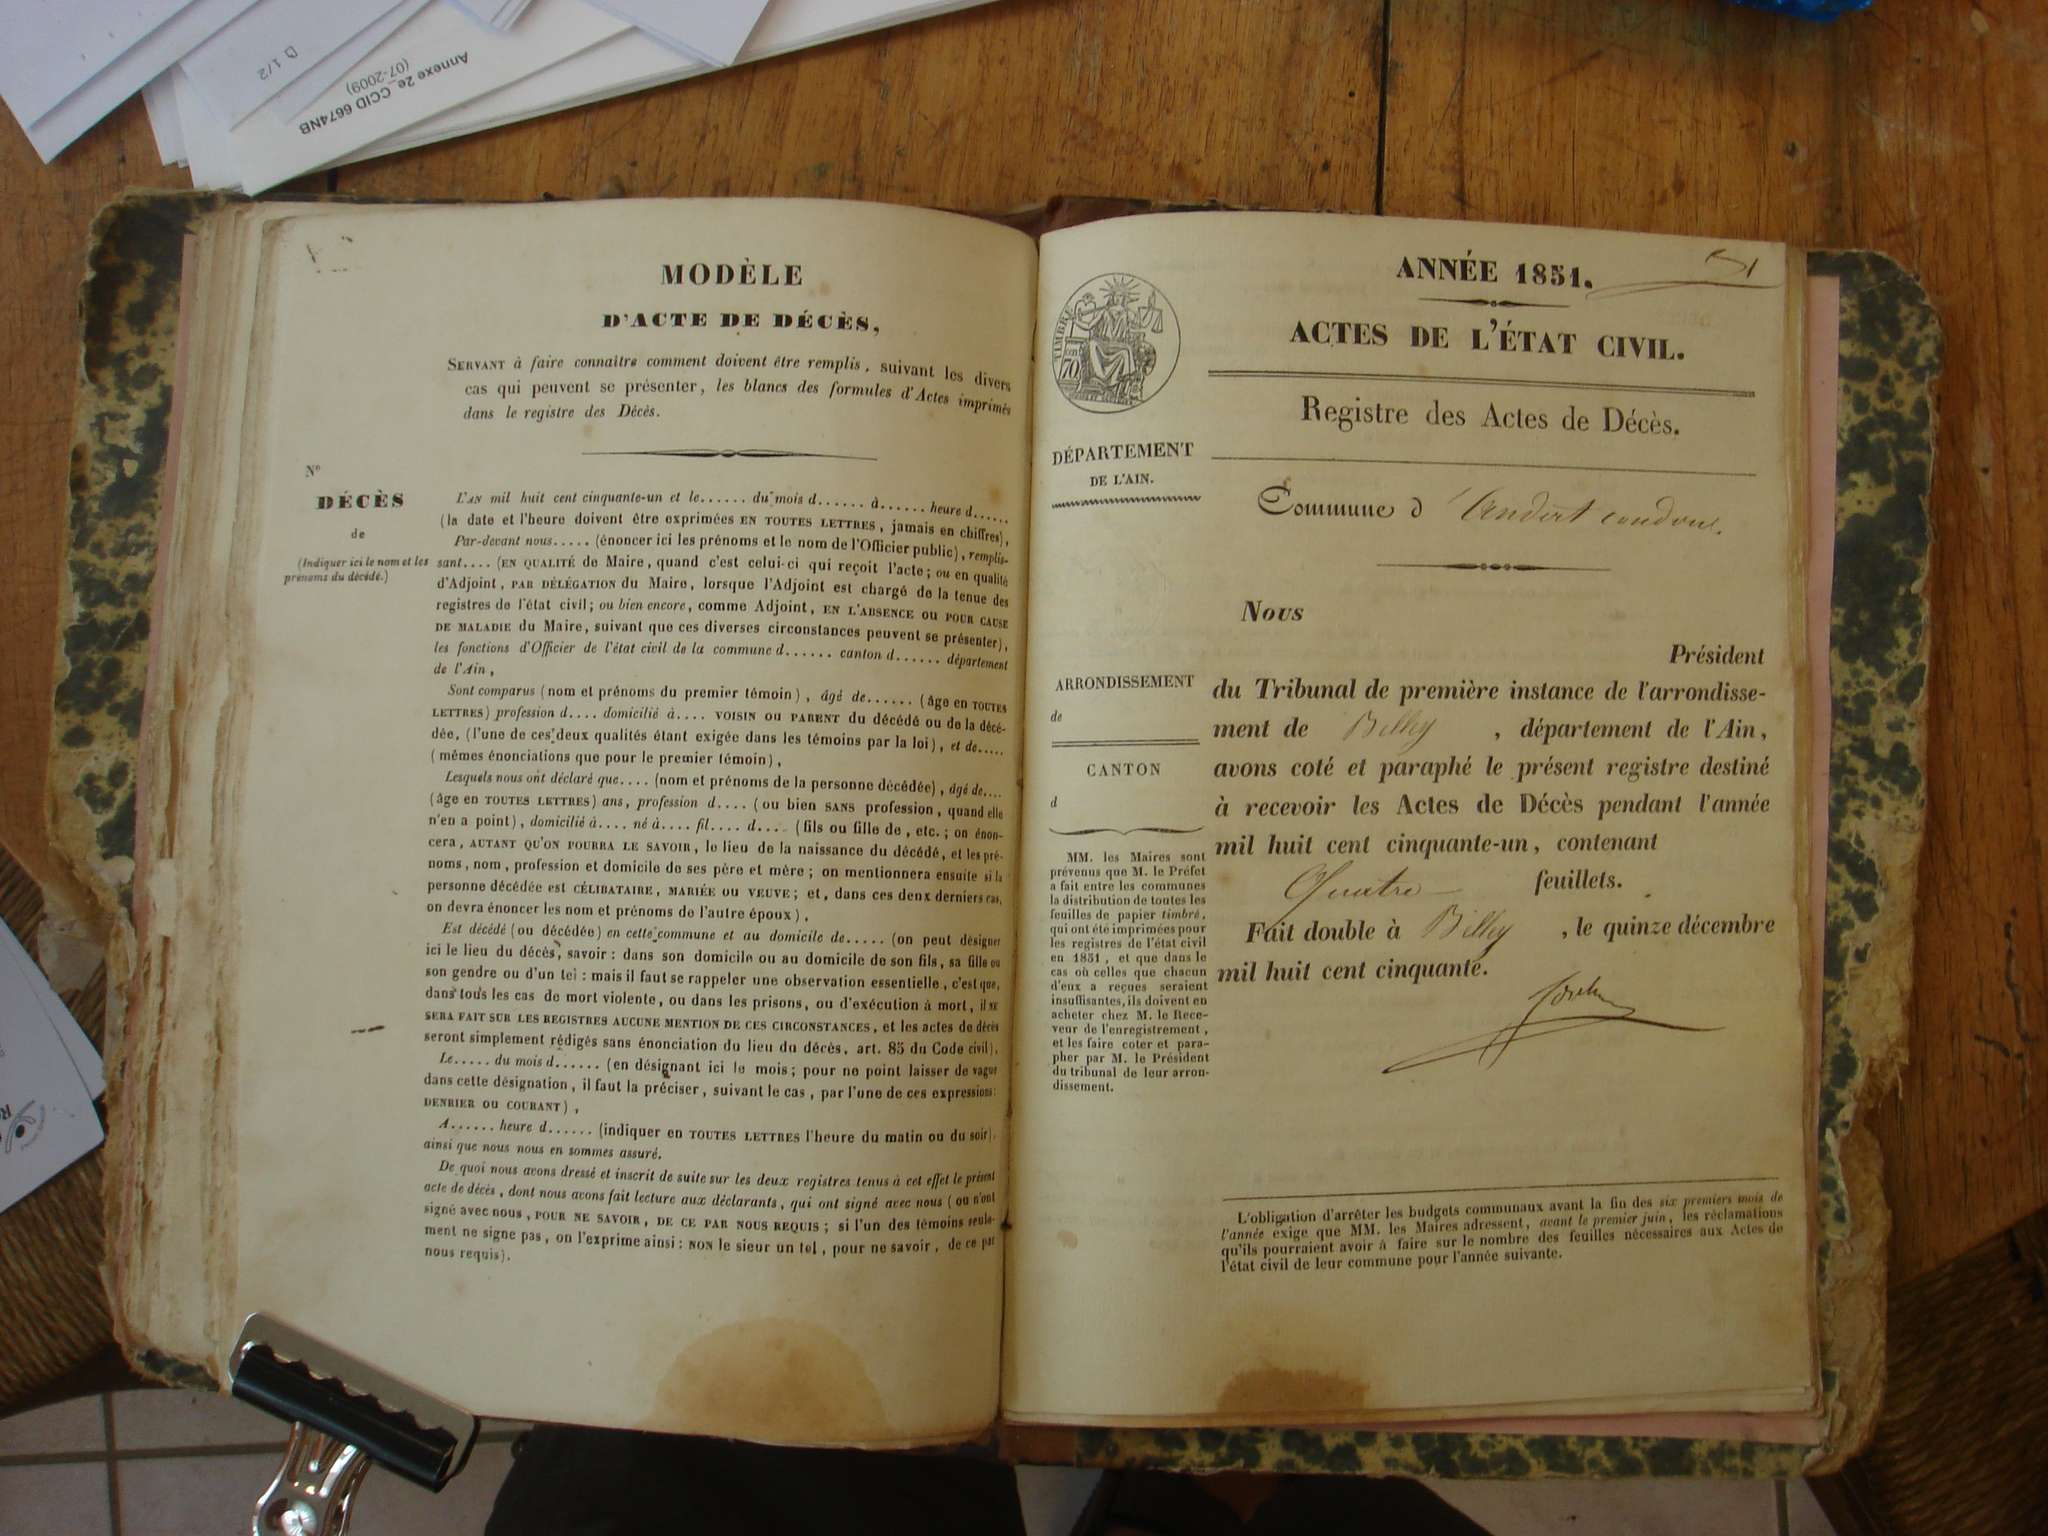 D 1/2
Annexe 2e_CCID 6674NB
(07-2009)
MODÈLE
D'ACTE DE DÉCÈS,
SERVANT à faire connaître comment doivent être remplis, suivant les divers
cas qui peuvent se présenter, les blancs des formules d'Actes imprimés
dans le registre des Décès.
N°
DÉCÈS
de
(Indiquer ici le nom et les
prénoms du décédé.)
L'AN mil huit cent cinquante-un et le...... du mois d...... à...... heure d......
(la date et l'heure doivent être exprimées EN TOUTES LETTRES, jamais en chiffres),
Par-devant nous..... (énoncer ici les prénoms et le nom de l'Officier public), remplis-
sant.... (EN QUALITÉ de Maire, quand c'est celui-ci qui reçoit l'acte; ou en qualité
d'Adjoint, PAR DÉLÉGATION du Maire, lorsque l'Adjoint est chargé de la tenue des
registres de l'état civil; ou bien encore, comme Adjoint, EN L'ABSENCE OU POUR CAUSE
DE MALADIE du Maire, suivant que ces diverses circonstances peuvent se présenter),
les fonctions d'Officier de l'état civil de la commune d...... canton d...... département
de l'Ain,
Sont comparus (nom et prénoms du premier témoin), âgé de...... (âge en TOUTES
LETTRES) profession d.... domicilié à.... VOISIN OU PARENT du décédé ou de la décé-
dée, (l'une de ces deux qualités étant exigée dans les témoins par la loi), et de.....
(mêmes énonciations que pour le premier témoin),
Lesquels nous ont déclaré que.... (nom et prénoms de la personne décédée), âgé de....
(âge en TOUTES LETTRES) ans, profession d.... (ou bien SANS profession, quand elle
n'en a point), domicilié à.... né à.... fil.... d.... (fils ou fille de, etc.; on énon-
cera, AUTANT QU'ON POURRA LE SAVOIR, le lieu de la naissance du décédé, et les pré-
noms, nom, profession et domicile de ses père et mère; on mentionnera ensuite si la
personne décédée est CÉLIBATAIRE, MARIÉE OU VEUVE; et, dans ces deux derniers cas,
on devra énoncer les nom et prénoms de l'autre époux),
Est décédé (ou décédée) en cette commune et au domicile de..... (on peut désigner
ici le lieu du décès, savoir: dans son domicile ou au domicile de son fils, sa fille ou
son gendre ou d'un tel: mais il faut se rappeler une observation essentielle, c'est que,
dans tous les cas de mort violente, ou dans les prisons, ou d'exécution à mort, il NE
SERA FAIT SUR LES REGISTRES AUCUNE MENTION DE CES CIRCONSTANCES, et les actes de décès
seront simplement rédigés sans énonciation du lieu du décès, art. 85 du Code civil),
Le..... du mois d...... (en désignant ici le mois; pour ne point laisser de vague
dans cette désignation, il faut la préciser, suivant le cas, par l'une de ces expressions:
DERNIER OU COURANT),
A...... heure d...... (indiquer en TOUTES LETTRES l'heure du matin ou du soir),
ainsi que nous nous en sommes assuré.
De quoi nous avons dressé et inscrit de suite sur les deux registres tenus à cet effet le présent
acte de décès, dont nous avons fait lecture aux déclarants, qui ont signé avec nous (ou n'ont
signé avec nous, POUR NE SAVOIR, DE CE PAR NOUS REQUIS; si l'un des témoins seule-
ment ne signe pas, on l'exprime ainsi: NON le sieur un tel, pour ne savoir, de ce par
nous requis).
ANNÉE 1851.
51
TIMBRE
70
ACTES DE L'ÉTAT CIVIL.
Registre des Actes de Décès.
DÉPARTEMENT
DE L'AIN.
Commune d'Andert condon.
Nous
Président
ARRONDISSEMENT
de
CANTON
d
du Tribunal de première instance de l'arrondisse-
ment de Belley, département de l'Ain,
avons coté et paraphé le présent registre destiné
à recevoir les Actes de Décès pendant l'année
mil huit cent cinquante-un, contenant
Quatre feuillets.
Fait double à Belley, le quinze décembre
mil huit cent cinquante.
MM. les Maires sont
prévenus que M. le Préfet
a fait entre les communes
la distribution de toutes les
feuilles de papier timbré,
qui ont été imprimées pour
les registres de l'état civil
en 1851, et que dans le
cas où celles que chacun
d'eux a reçues seraient
insuffisantes, ils doivent en
acheter chez M. le Rece-
veur de l'enregistrement,
et les faire coter et para-
pher par M. le Président
du tribunal de leur arron-
dissement.
L'obligation d'arrêter les budgets communaux avant la fin des six premiers mois de
l'année exige que MM. les Maires adressent, avant le premier juin, les réclamations
qu'ils pourraient avoir à faire sur le nombre des feuilles nécessaires aux Actes de
l'état civil de leur commune pour l'année suivante.